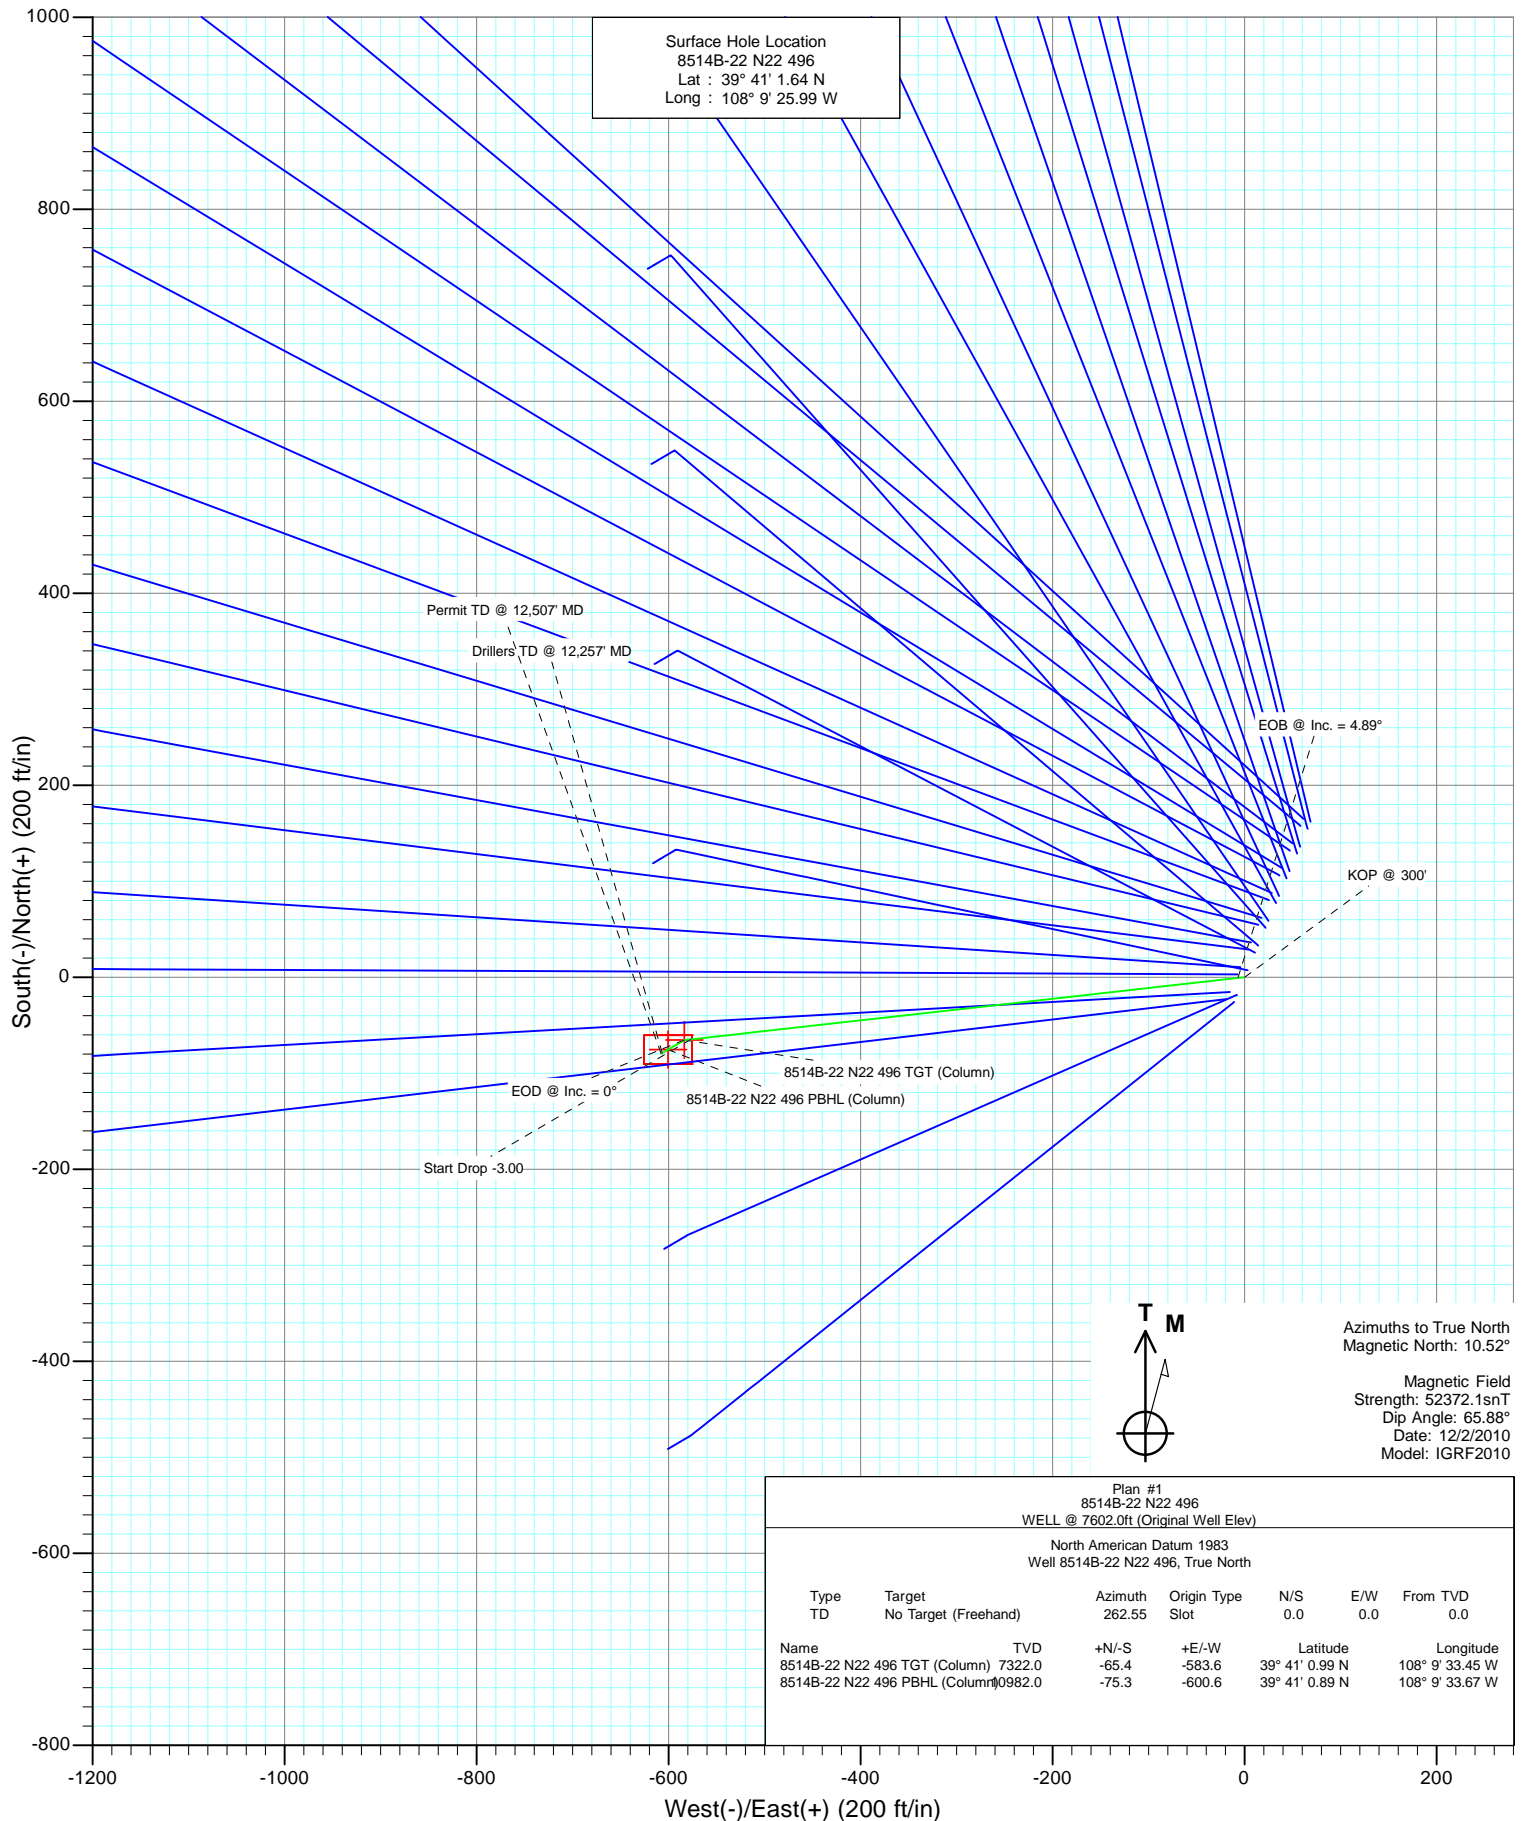 Surface Hole Location
8514B-22 N22 496
Lat : 39° 41' 1.64 N
Long : 108° 9' 25.99 W
1000
800
600
400
200
0
-200
-400
-600
-800
South(-)/North(+) (200 ft/in)
Permit TD @ 12,507' MD
Drillers TD @ 12,257' MD
EOB @ Inc. = 4.89°
KOP @ 300'
8514B-22 N22 496 TGT (Column)
EOD @ Inc. = 0°
8514B-22 N22 496 PBHL (Column)
Start Drop -3.00
T M
Azimuths to True North
Magnetic North: 10.52°
Magnetic Field
Strength: 52372.1snT
Dip Angle: 65.88°
Date: 12/2/2010
Model: IGRF2010
Plan #1
8514B-22 N22 496
WELL @ 7602.0ft (Original Well Elev)
North American Datum 1983
Well 8514B-22 N22 496, True North
Type Target Azimuth Origin Type N/S E/W From TVD
TD No Target (Freehand) 262.55 Slot 0.0 0.0 0.0
Name TVD +N/-S +E/-W Latitude Longitude
8514B-22 N22 496 TGT (Column) 7322.0 -65.4 -583.6 39° 41' 0.99 N 108° 9' 33.45 W
8514B-22 N22 496 PBHL (Column) 10982.0 -75.3 -600.6 39° 41' 0.89 N 108° 9' 33.67 W
-1200 -1000 -800 -600 -400 -200 0 200
West(-)/East(+) (200 ft/in)